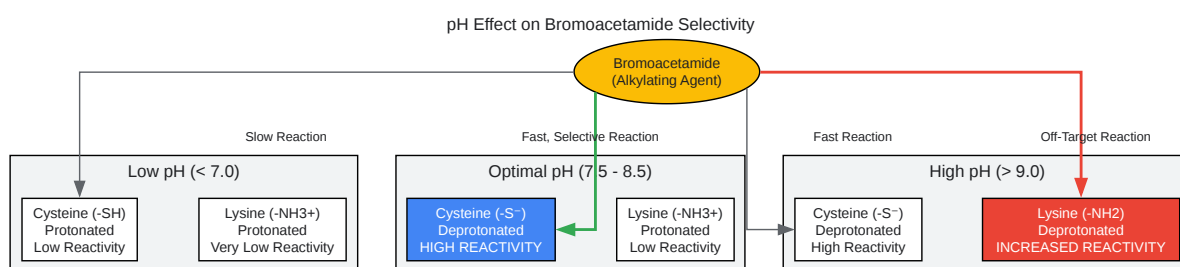 pH Effect on Bromoacetamide Selectivity
Bromoacetamide
(Alkylating Agent)
Slow Reaction
Fast, Selective Reaction
Fast Reaction
Off-Target Reaction
Low pH (< 7.0)
Optimal pH (7.5 - 8.5)
High pH (> 9.0)
Cysteine (-SH)
Protonated
Low Reactivity
Lysine (-NH3+)
Protonated
Very Low Reactivity
Cysteine (-S⁻)
Deprotonated
HIGH REACTIVITY
Lysine (-NH3+)
Protonated
Low Reactivity
Cysteine (-S⁻)
Deprotonated
High Reactivity
Lysine (-NH2)
Deprotonated
INCREASED REACTIVITY